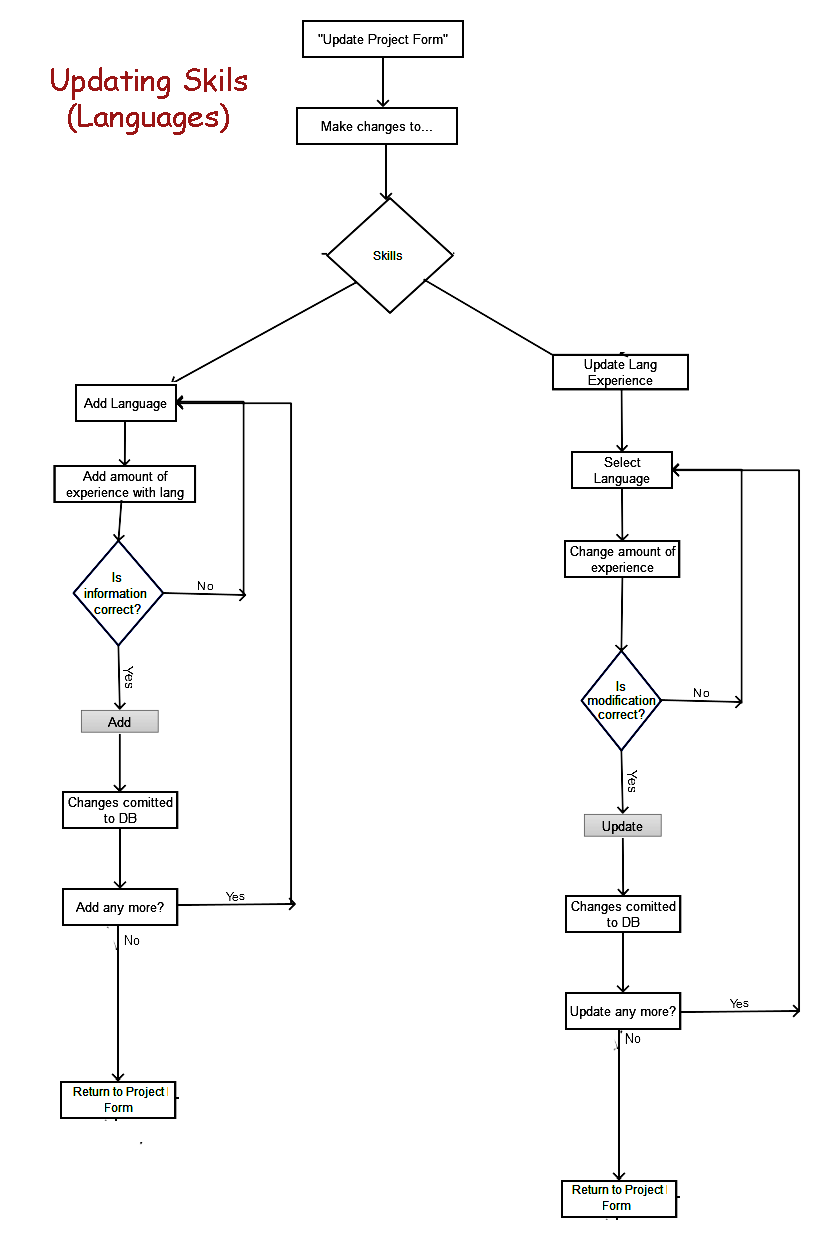 "Update Project Form"
Updating Skils
(Languages)
Make changes to...
Skills
Add Language
Add amount of
experience with lang
Is
information
correct?
No
Yes
Add
Changes comitted
to DB
Add any more?
Yes
No
Return to Project
Form
Update Lang
Experience
Select
Language
Change amount of
experience
Is
modification
correct?
No
Yes
Update
Changes comitted
to DB
Update any more?
Yes
No
Return to Project
Form